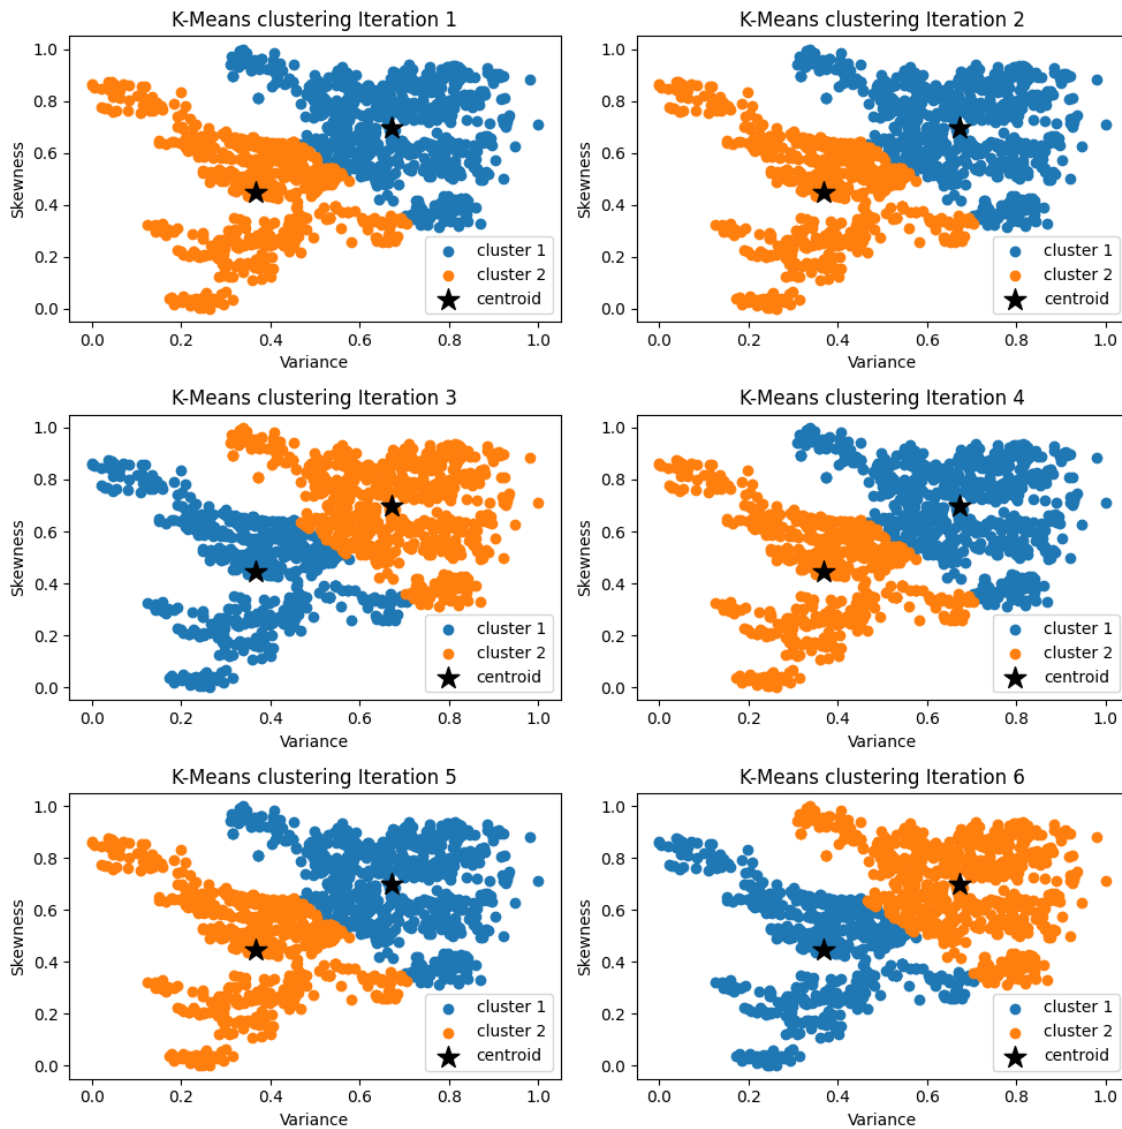 K-Means clustering Iteration 1
1.0
0.8
0.6
0.4
0.2
0.0
Skewness
cluster 1
cluster 2
centroid
0.0 0.2 0.4 0.6 0.8 1.0
Variance
K-Means clustering Iteration 2
1.0
0.8
0.6
0.4
0.2
0.0
Skewness
cluster 1
cluster 2
centroid
0.0 0.2 0.4 0.6 0.8 1.0
Variance
K-Means clustering Iteration 3
1.0
0.8
0.6
0.4
0.2
0.0
Skewness
cluster 1
cluster 2
centroid
0.0 0.2 0.4 0.6 0.8 1.0
Variance
K-Means clustering Iteration 4
1.0
0.8
0.6
0.4
0.2
0.0
Skewness
cluster 1
cluster 2
centroid
0.0 0.2 0.4 0.6 0.8 1.0
Variance
K-Means clustering Iteration 5
1.0
0.8
0.6
0.4
0.2
0.0
Skewness
cluster 1
cluster 2
centroid
0.0 0.2 0.4 0.6 0.8 1.0
Variance
K-Means clustering Iteration 6
1.0
0.8
0.6
0.4
0.2
0.0
Skewness
cluster 1
cluster 2
centroid
0.0 0.2 0.4 0.6 0.8 1.0
Variance